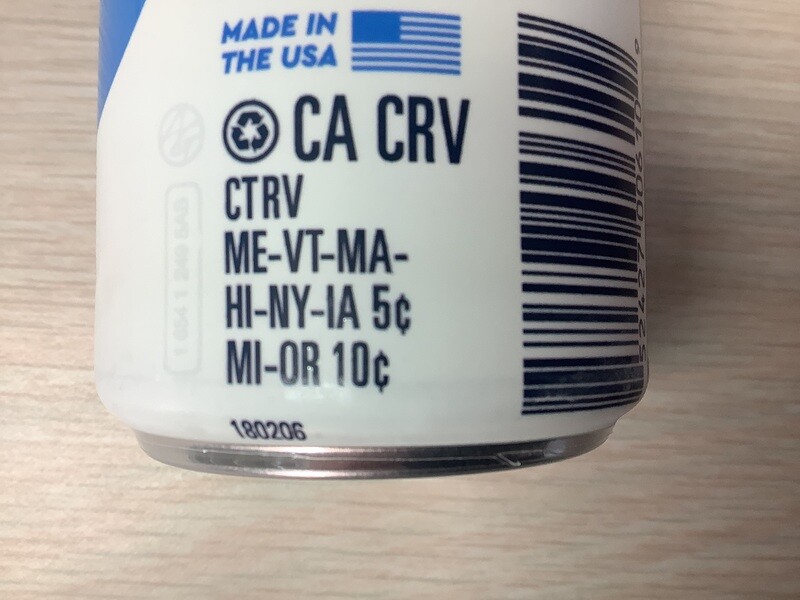 MADE IN
THE USA
CA CRV
CTRV
ME-VT-MA-
HI-NY-IA 5¢
MI-OR 10¢
180206